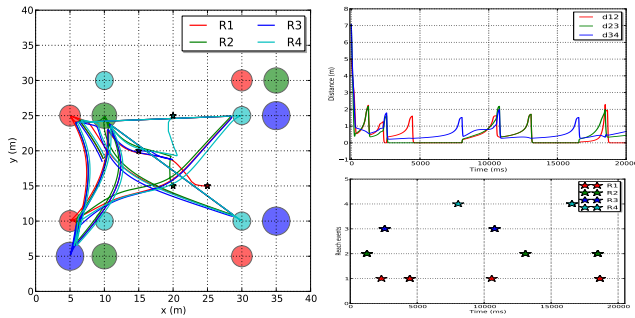 R1 R3
R2 R4
40
35
30
25
20
15
10
5
0
y (m)
0 5 10 15 20 25 30 35 40
x (m)
d12
d23
d34
8
7
6
5
4
3
2
1
0
−1
Distance (m)
0 5000 10000 15000 20000
Time (ms)
R1
R2
R3
R4
5
4
3
2
1
0
Reach events
0 5000 10000 15000 20000
Time (ms)